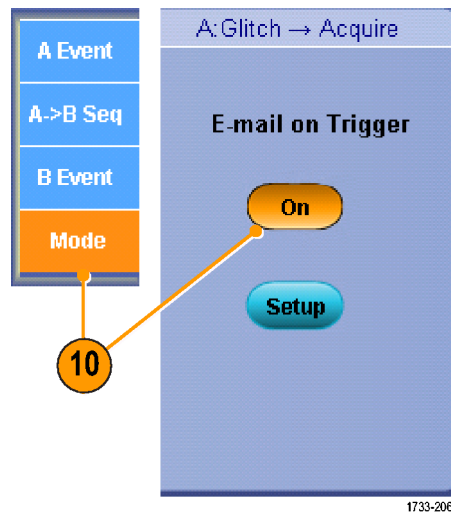 A Event
A->B Seq
B Event
Mode
10
A:Glitch → Acquire
E-mail on Trigger
On
Setup
1733-206